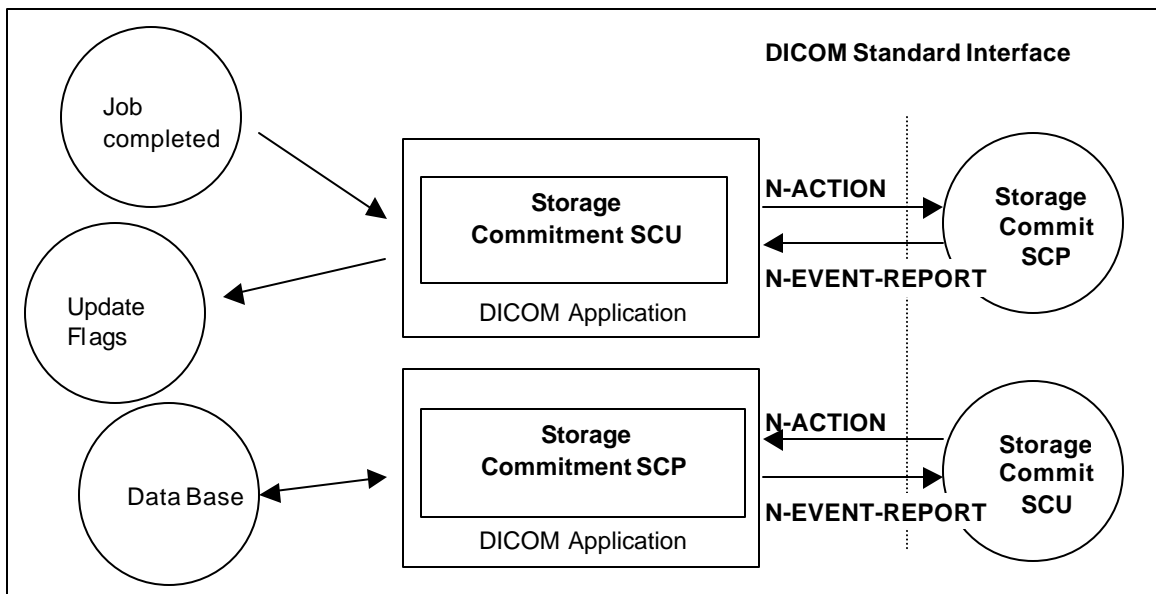 DICOM Standard Interface
Job
completed
Storage
Commitment SCU
DICOM Application
N-ACTION
N-EVENT-REPORT
Storage
Commit
SCP
Update
Flags
Data Base
Storage
Commitment SCP
DICOM Application
N-ACTION
N-EVENT-REPORT
Storage
Commit
SCU